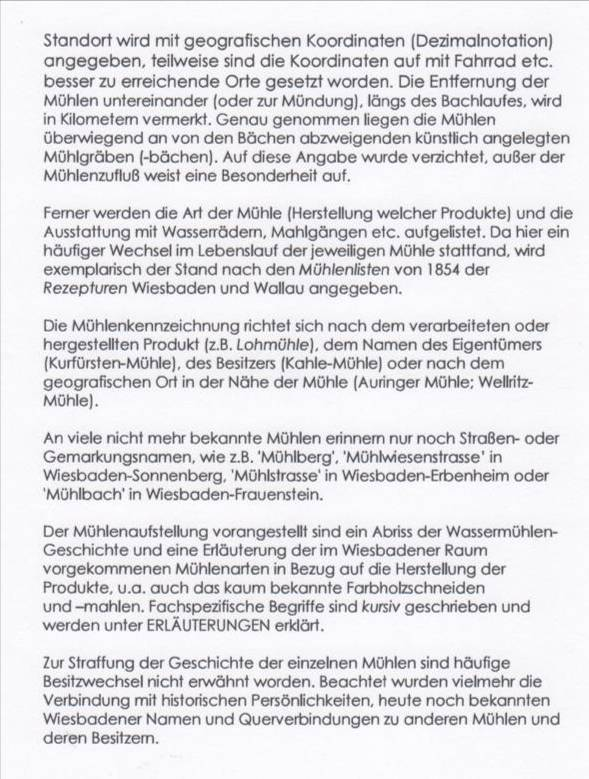 Standort wird mit geografischen Koordinaten (Dezimalnotation)
angegeben, teilweise sind die Koordinaten auf mit Fahrrad etc.
besser zu erreichende Orte gesetzt worden. Die Entfernung der
Mühlen untereinander (oder zur Mündung), längs des Bachlaufes, wird
in Kilometern vermerkt. Genau genommen liegen die Mühlen
überwiegend an von den Bächen abzweigenden künstlich angelegten
Mühlgräben (-bächen). Auf diese Angabe wurde verzichtet, außer der
Mühlenzufluß weist eine Besonderheit auf.

Ferner werden die Art der Mühle (Herstellung welcher Produkte) und die
Ausstattung mit Wasserrädern, Mahlgängen etc. aufgelistet. Da hier ein
häufiger Wechsel im Lebenslauf der jeweiligen Mühle stattfand, wird
exemplarisch der Stand nach den Mühlenlisten von 1854 der
Rezepturen Wiesbaden und Wallau angegeben.

Die Mühlenkennzeichnung richtet sich nach dem verarbeiteten oder
hergestellten Produkt (z.B. Lohmühle), dem Namen des Eigentümers
(Kurfürsten-Mühle), des Besitzers (Kahle-Mühle) oder nach dem
geografischen Ort in der Nähe der Mühle (Auringer Mühle; Wellritz-
Mühle).

An viele nicht mehr bekannte Mühlen erinnern nur noch Straßen- oder
Gemarkungsnamen, wie z.B. 'Mühlberg', 'Mühlwiesenstrasse' in
Wiesbaden-Sonnenberg, 'Mühlstrasse' in Wiesbaden-Erbenheim oder
'Mühlbach' in Wiesbaden-Frauenstein.

Der Mühlenaufstellung vorangestellt sind ein Abriss der Wassermühlen-
Geschichte und eine Erläuterung der im Wiesbadener Raum
vorgekommenen Mühlenarten in Bezug auf die Herstellung der
Produkte, u.a. auch das kaum bekannte Farbholzschneiden
und –mahlen. Fachspezifische Begriffe sind kursiv geschrieben und
werden unter ERLÄUTERUNGEN erklärt.

Zur Straffung der Geschichte der einzelnen Mühlen sind häufige
Besitzwechsel nicht erwähnt worden. Beachtet wurden vielmehr die
Verbindung mit historischen Persönlichkeiten, heute noch bekannten
Wiesbadener Namen und Querverbindungen zu anderen Mühlen und
deren Besitzern.